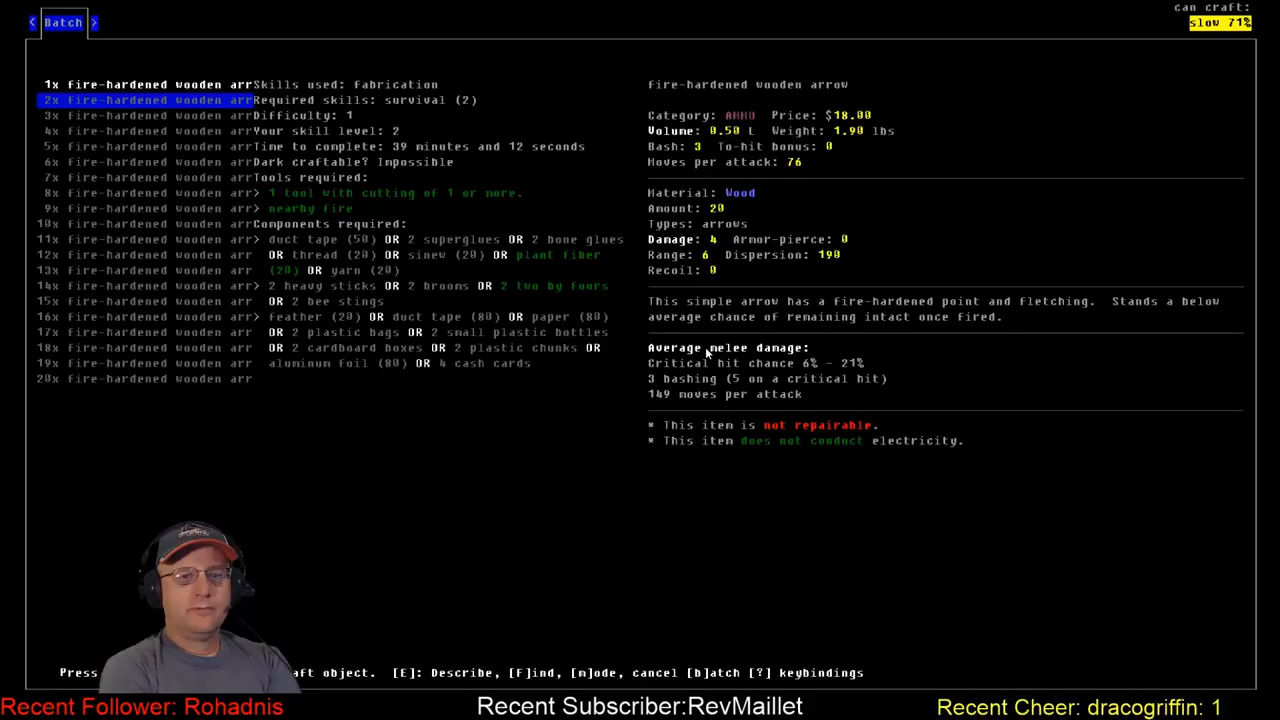 can craft:
< Batch >
slow 71%
1x fire-hardened wooden arr
2x fire-hardened wooden arr
3x fire-hardened wooden arr
4x fire-hardened wooden arr
5x fire-hardened wooden arr
6x fire-hardened wooden arr
7x fire-hardened wooden arr
8x fire-hardened wooden arr
9x fire-hardened wooden arr
10x fire-hardened wooden arr
11x fire-hardened wooden arr
12x fire-hardened wooden arr
13x fire-hardened wooden arr
14x fire-hardened wooden arr
15x fire-hardened wooden arr
16x fire-hardened wooden arr
17x fire-hardened wooden arr
18x fire-hardened wooden arr
19x fire-hardened wooden arr
20x fire-hardened wooden arr
Skills used: fabrication
Required skills: survival (2)
Difficulty: 1
Your skill level: 2
Time to complete: 39 minutes and 12 seconds
Dark craftable? Impossible
Tools required:
> 1 tool with cutting of 1 or more.
> nearby fire
Components required:
> duct tape (50) OR 2 superglues OR 2 bone glues
OR thread (20) OR sinew (20) OR plant fiber
(20) OR yarn (20)
> 2 heavy sticks OR 2 brooms OR 2 two by fours
OR 2 bee stings
> feather (20) OR duct tape (80) OR paper (80)
OR 2 plastic bags OR 2 small plastic bottles
OR 2 cardboard boxes OR 2 plastic chunks OR
aluminum foil (80) OR 4 cash cards
fire-hardened wooden arrow
Category: AMMO Price: $18.00
Volume: 0.50 L Weight: 1.90 lbs
Bash: 3 To-hit bonus: 0
Moves per attack: 76
Material: Wood
Amount: 20
Types: arrows
Damage: 4 Armor-pierce: 0
Range: 6 Dispersion: 190
Recoil: 0
This simple arrow has a fire-hardened point and fletching. Stands a below
average chance of remaining intact once fired.
Average melee damage:
Critical hit chance 6% - 21%
3 bashing (5 on a critical hit)
149 moves per attack
* This item is not repairable.
* This item does not conduct electricity.
Press aft object. [E]: Describe, [F]ind, [m]ode, cancel [b]atch [?] keybindings
Recent Follower: Rohadnis
Recent Subscriber:RevMaillet
Recent Cheer: dracogriffin: 1